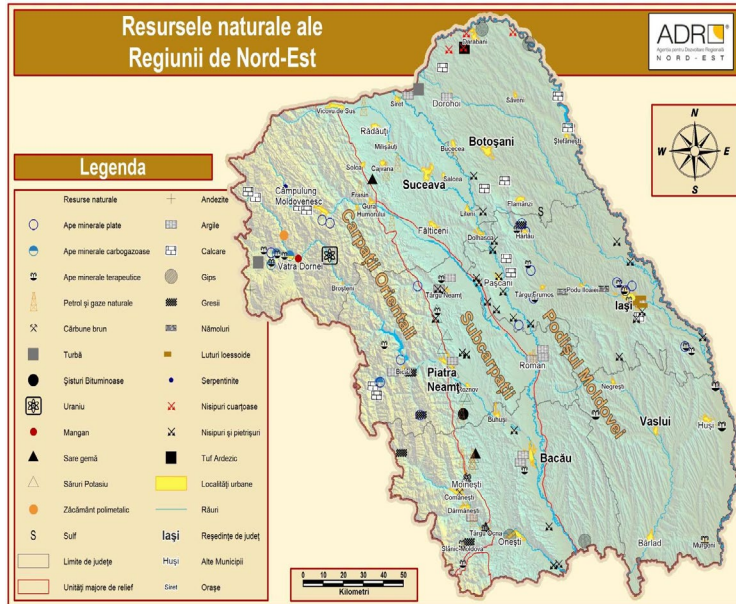 Resursele naturale ale
Regiunii de Nord-Est
ADR
Agenția pentru Dezvoltare Regională
NORD-EST
N
W
E
S
Legenda
Resurse naturale
Ape minerale plate
Ape minerale carbogazoase
Ape minerale terapeutice
Petrol și gaze naturale
Cărbune brun
Turbă
Șisturi Bituminoase
Uraniu
Mangan
Sare gemă
Săruri Potasiu
Zăcământ polimetalic
S Sulf
Limite de județe
Unități majore de relief
Andezite
Argile
Calcare
Gips
Gresii
Nămoluri
Luturi loessoide
Serpentinite
Nisipuri cuarțoase
Nisipuri și pietrișuri
Tuf Ardezic
Localități urbane
Râuri
Iași Reședințe de județ
Huși Alte Municipii
Siret Orașe
Darabani
Vicovu de Sus
Siret
Dorohoi
Săveni
Rădăuți
Milișăuți
Bucecea
Botoșani
Ștefănești
Solca
Cajvana
Suceava
Salcea
Frasin
Gura
Humorului
Câmpulung
Moldovenesc
Flămânzi
Liteni
S
Fălticeni
Dolhasca
Hârlău
Vatra Dornei
Broșteni
Pașcani
Târgu Neamț
Târgu Frumos
Podu Iloaiei
Iași
Carpații Orientali
Subcarpații
Podișul Moldovei
Bicaz
Piatra
Neamț
Roman
Roznov
Negrești
Buhuși
Vaslui
Huși
Bacău
Moinești
Comănești
Dărmănești
Târgu Ocna
Slănic-Moldova
Onești
Bârlad
Murgeni
0 10 20 30 40 50
Kilometri